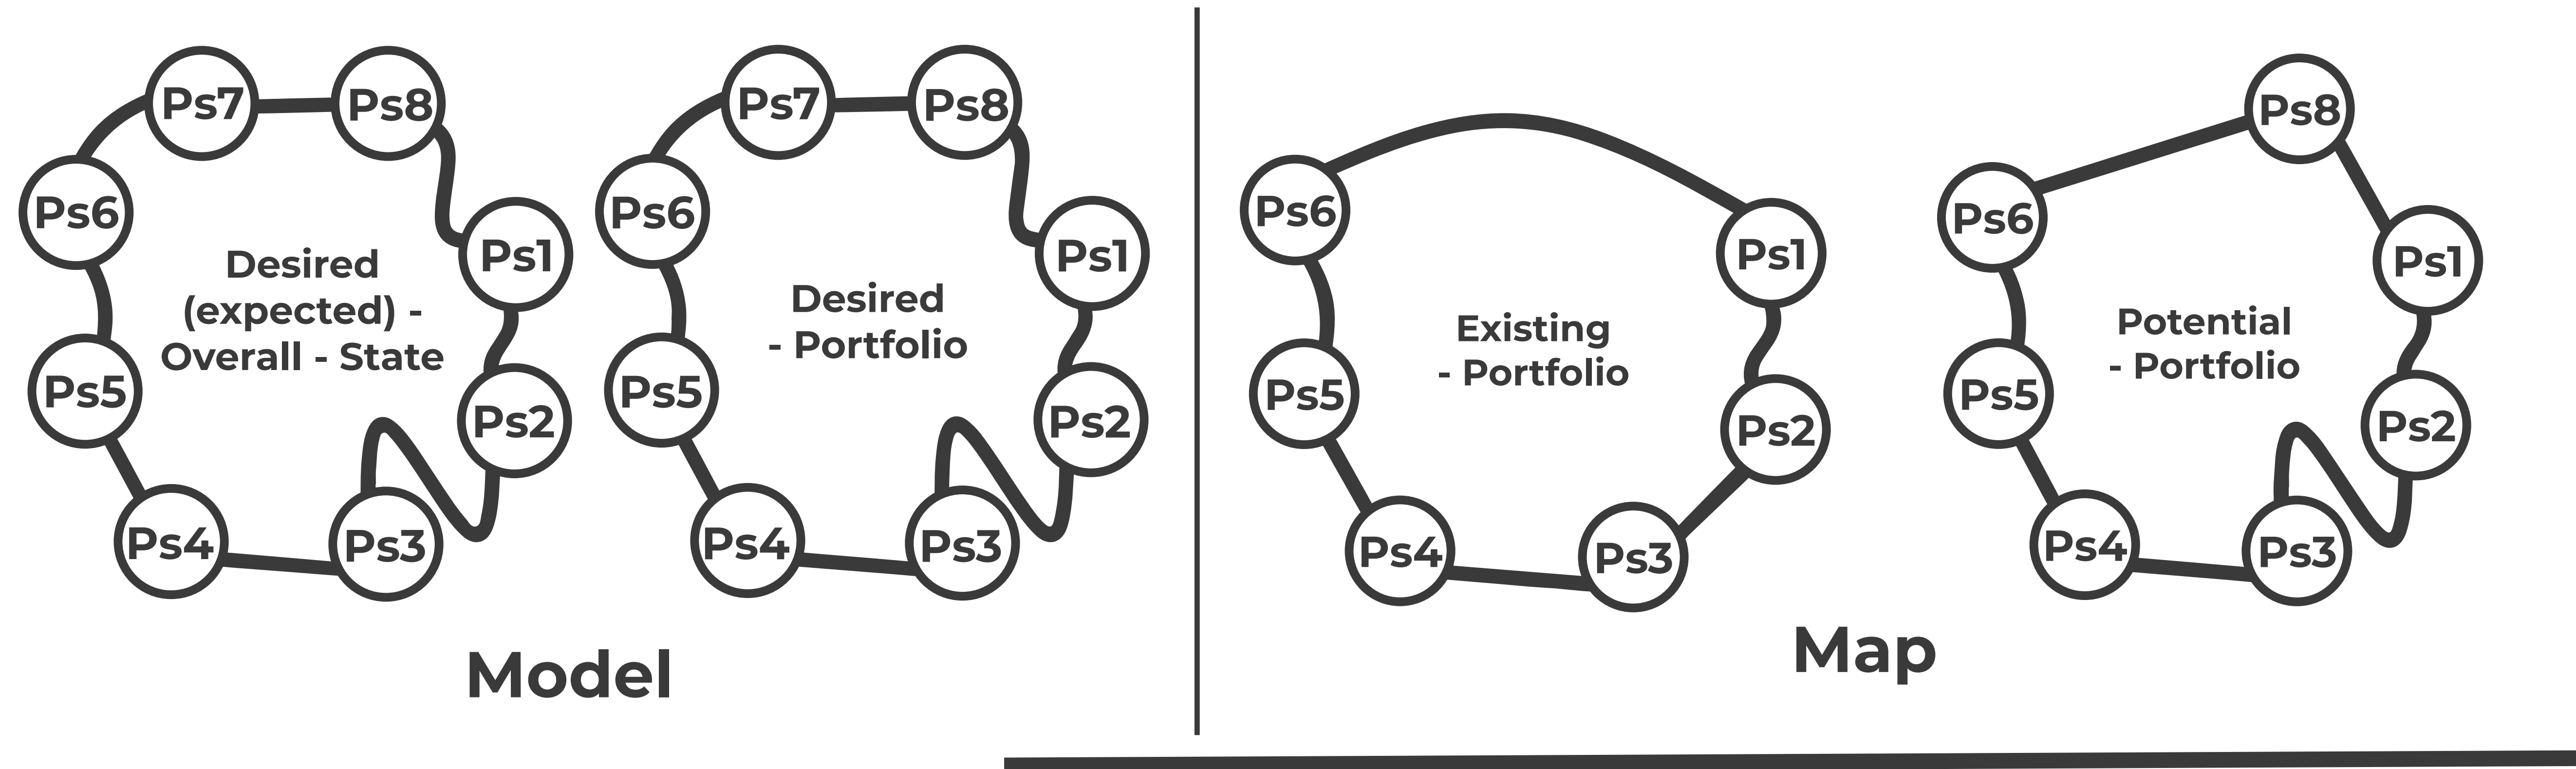 Ps7
Ps8
Ps6
Ps1
Desired
(expected) -
Overall - State
Ps5
Ps2
Ps4
Ps3
Ps7
Ps8
Ps6
Ps1
Desired
- Portfolio
Ps5
Ps2
Ps4
Ps3
Model
Ps6
Ps1
Existing
- Portfolio
Ps5
Ps2
Ps4
Ps3
Ps8
Ps6
Ps1
Potential
- Portfolio
Ps5
Ps2
Ps4
Ps3
Map